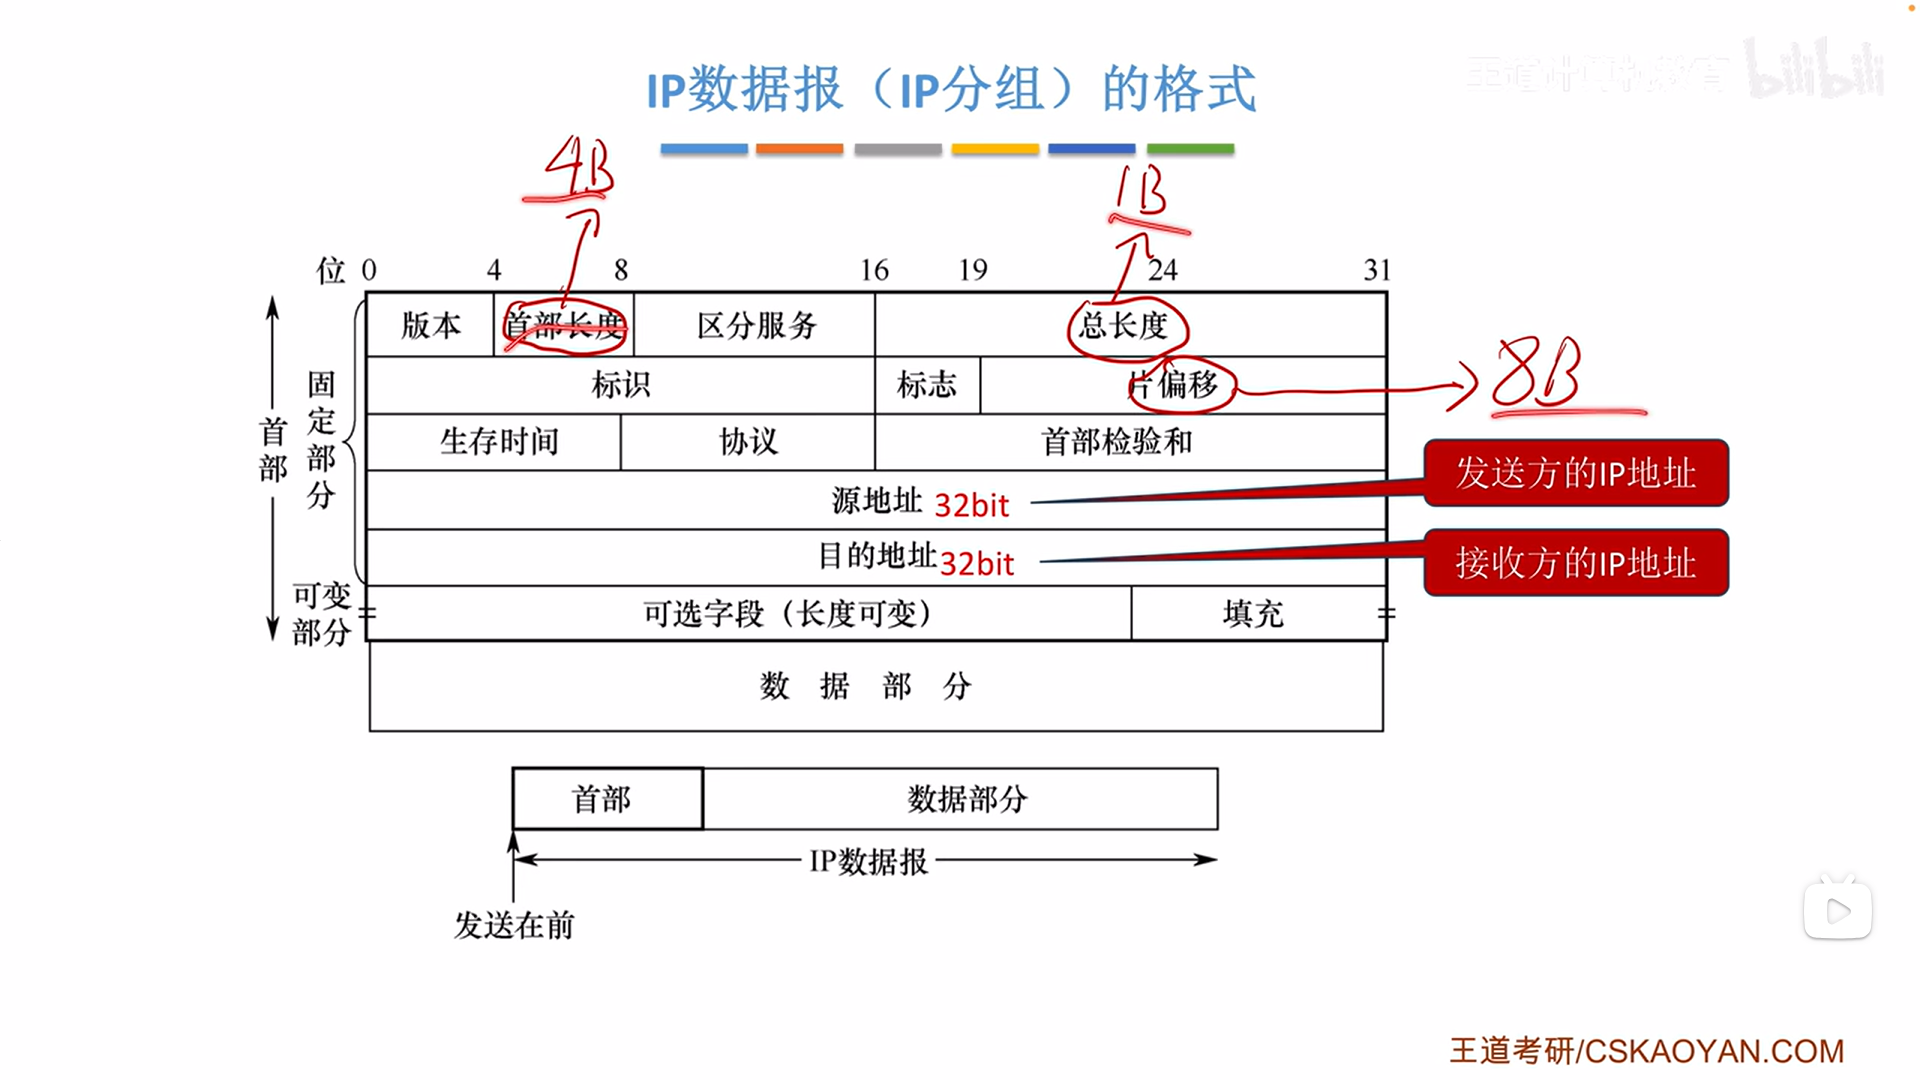 王道计算机教育 bilibili
IP数据报（IP分组）的格式
4B
1B
位 0 4 8 16 19 24 31
版本 首部长度 区分服务 总长度
标识 标志 片偏移
8B
生存时间 协议 首部检验和
固定部分
首部
源地址 32bit
发送方的IP地址
目的地址 32bit
接收方的IP地址
可变部分
可选字段（长度可变） 填充
数据部分
首部 数据部分
IP数据报
发送在前
王道考研/CSKAOYAN.COM